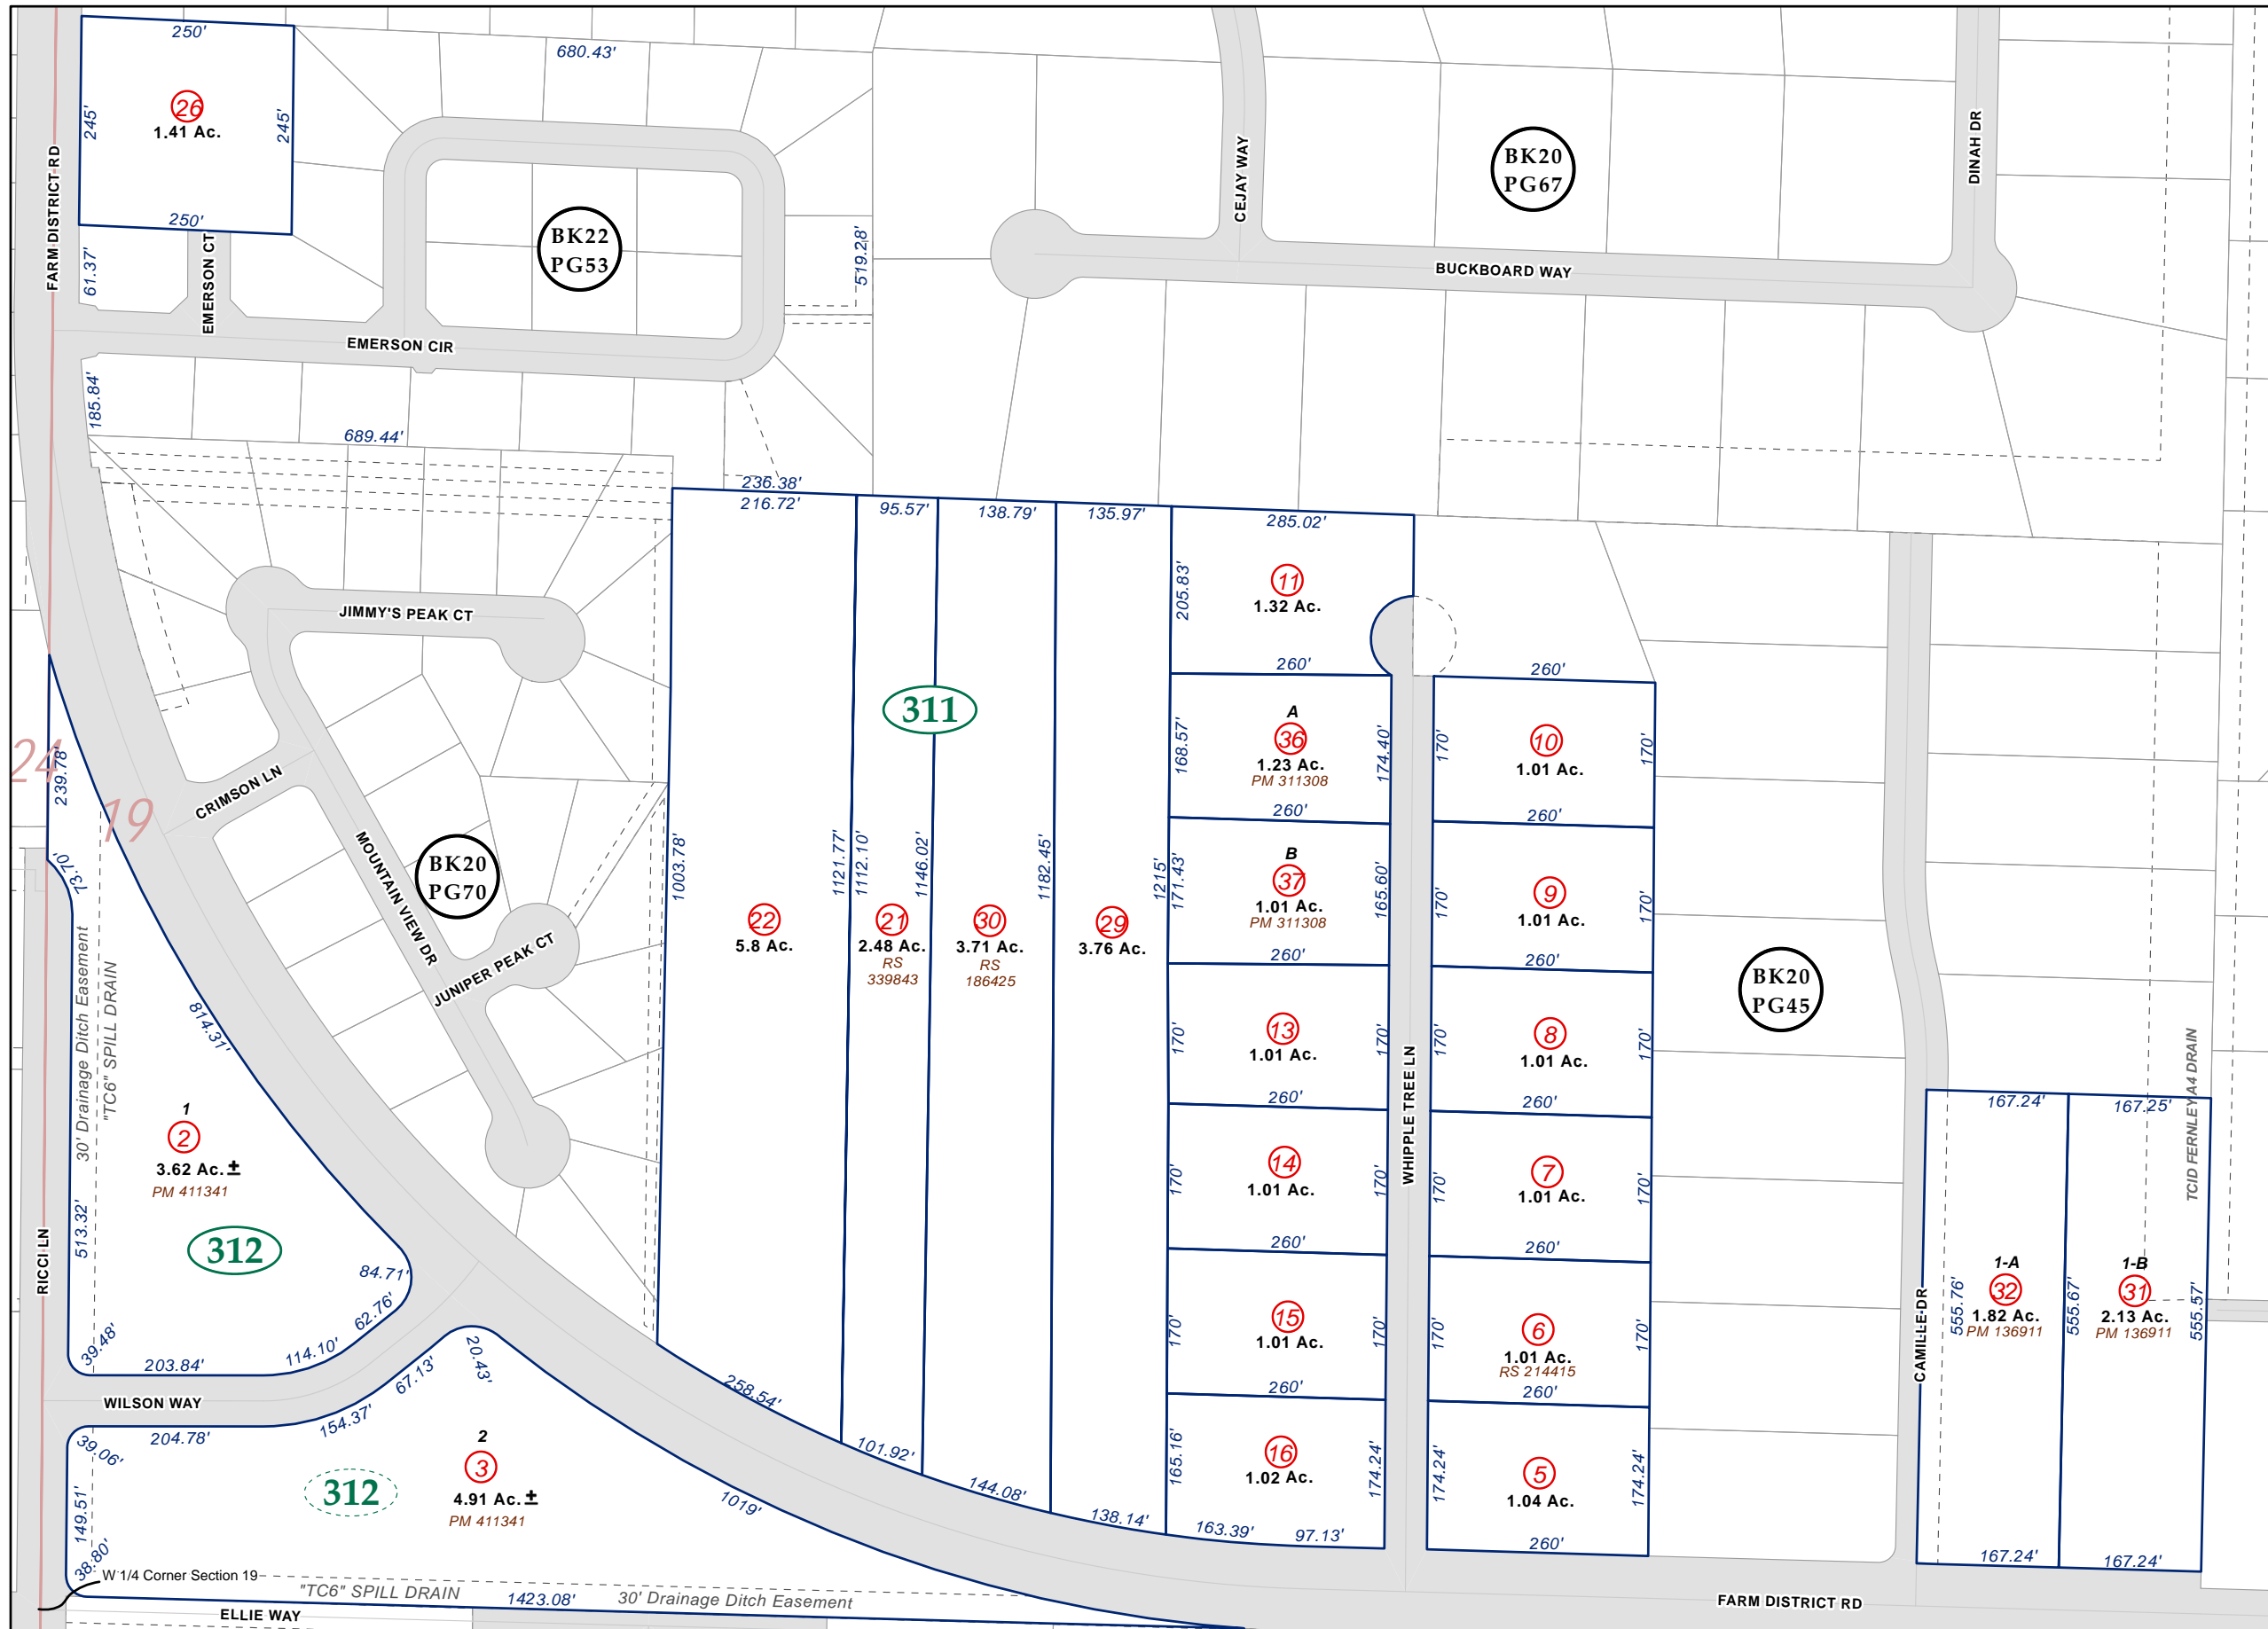 250'
680.43'
26
1.41 Ac.
245'
245'
250'
FARM DISTRICT RD
61.37'
EMERSON CT
BK22
PG53
519.28'
EMERSON CIR
185.84'
689.44'
CEJAY WAY
BK20
PG67
DINAH DR
BUCKBOARD WAY
236.38'
216.72'
95.57'
138.79'
135.97'
285.02'
205.83'
11
1.32 Ac.
260'
260'
JIMMY'S PEAK CT
311
24
239.78'
19
CRIMSON LN
MOUNTAIN VIEW DR
BK20
PG70
JUNIPER PEAK CT
73.70'
1003.78'
1121.77'
1112.10'
1146.02'
1182.45'
1215'
22
5.8 Ac.
21
2.48 Ac.
RS
339843
30
3.71 Ac.
RS
186425
29
3.76 Ac.
A
36
1.23 Ac.
PM 311308
168.57'
174.40'
260'
B
37
1.01 Ac.
PM 311308
171.43'
165.60'
260'
170'
13
1.01 Ac.
170'
260'
170'
14
1.01 Ac.
170'
260'
170'
15
1.01 Ac.
170'
260'
165.16'
16
1.02 Ac.
174.24'
163.39'
97.13'
WHIPPLE TREE LN
170'
10
1.01 Ac.
170'
260'
170'
9
1.01 Ac.
170'
260'
170'
8
1.01 Ac.
170'
260'
170'
7
1.01 Ac.
170'
260'
170'
6
1.01 Ac.
RS 214415
170'
260'
174.24'
5
1.04 Ac.
174.24'
260'
BK20
PG45
CAMILLE DR
167.24'
167.25'
TCID FERNLEY A4 DRAIN
555.76'
1-A
32
1.82 Ac.
PM 136911
555.67'
1-B
31
2.13 Ac.
PM 136911
555.57'
167.24'
167.24'
30' Drainage Ditch Easement
"TC6" SPILL DRAIN
814.31'
1
2
3.62 Ac.±
PM 411341
513.32'
312
84.71'
62.76'
114.10'
39.48'
203.84'
RICCI LN
WILSON WAY
204.78'
154.37'
67.13'
20.43'
39.06'
149.51'
38.80'
312
2
3
4.91 Ac.±
PM 411341
258.54'
101.92'
144.08'
138.14'
1019'
W 1/4 Corner Section 19
"TC6" SPILL DRAIN
1423.08'
30' Drainage Ditch Easement
ELLIE WAY
FARM DISTRICT RD